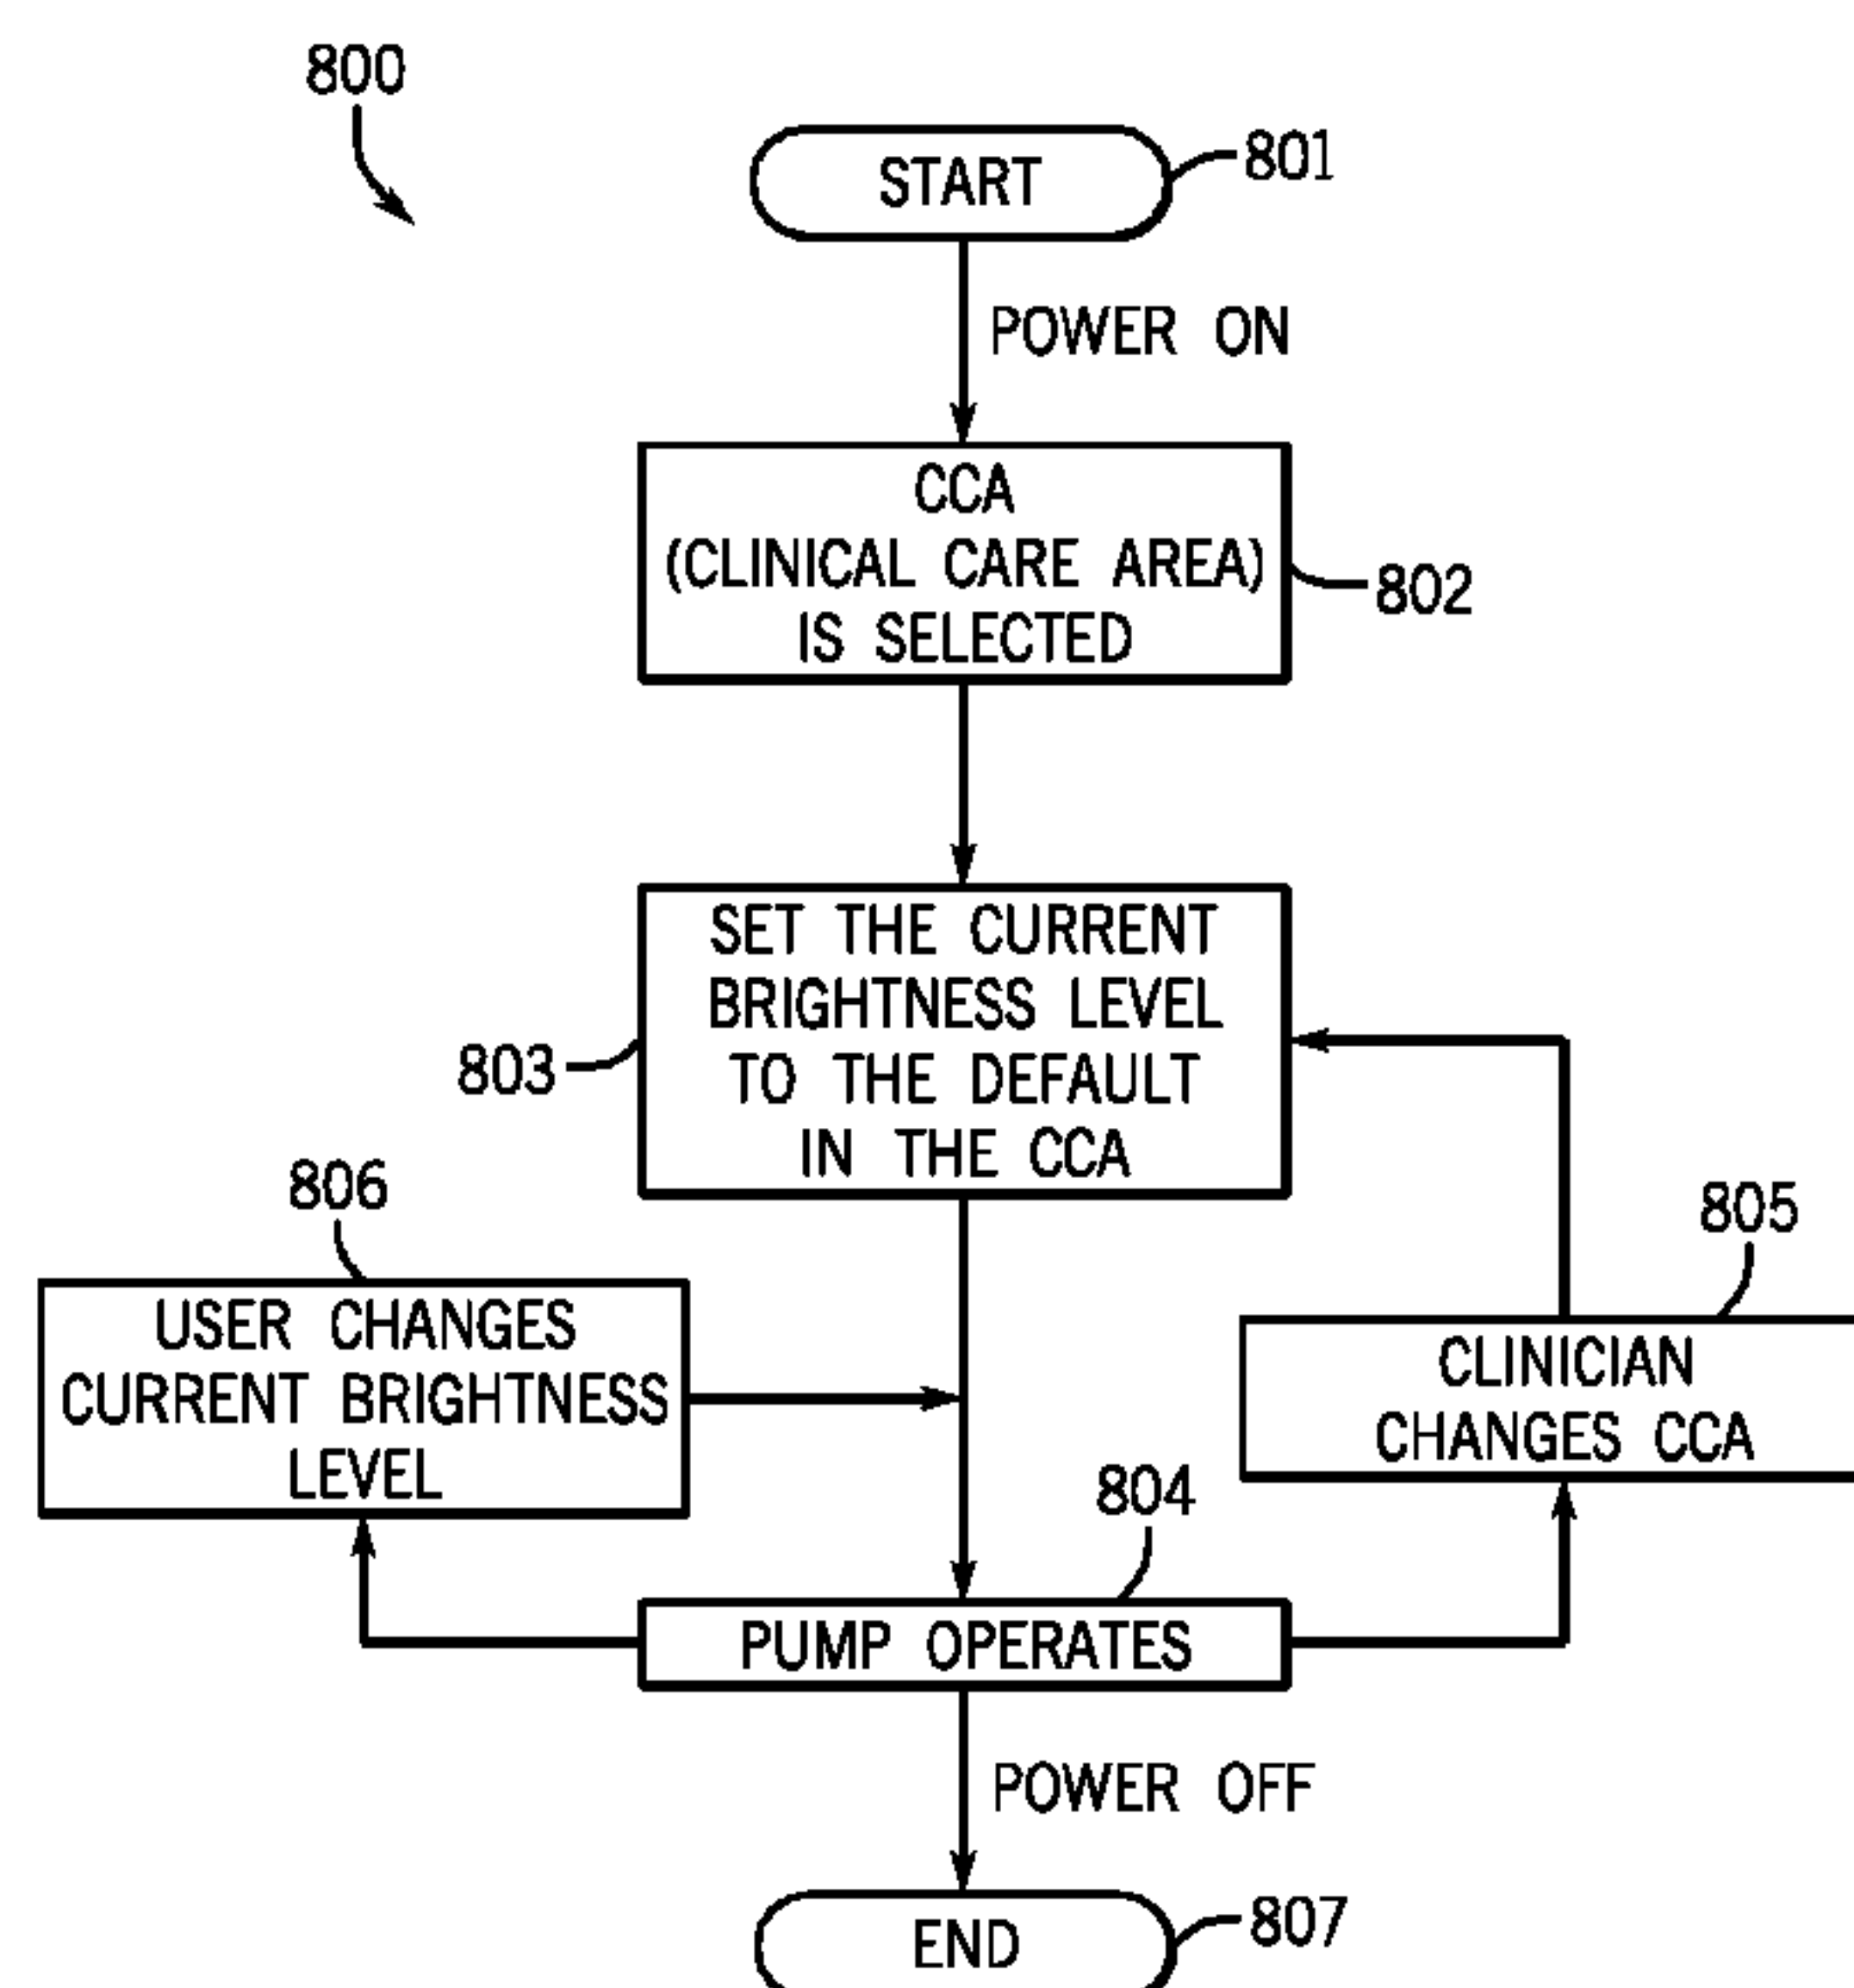 800
START
801
POWER ON
CCA
(CLINICAL CARE AREA)
IS SELECTED
802
SET THE CURRENT
BRIGHTNESS LEVEL
TO THE DEFAULT
IN THE CCA
803
806
USER CHANGES
CURRENT BRIGHTNESS
LEVEL
805
CLINICIAN
CHANGES CCA
804
PUMP OPERATES
POWER OFF
END
807